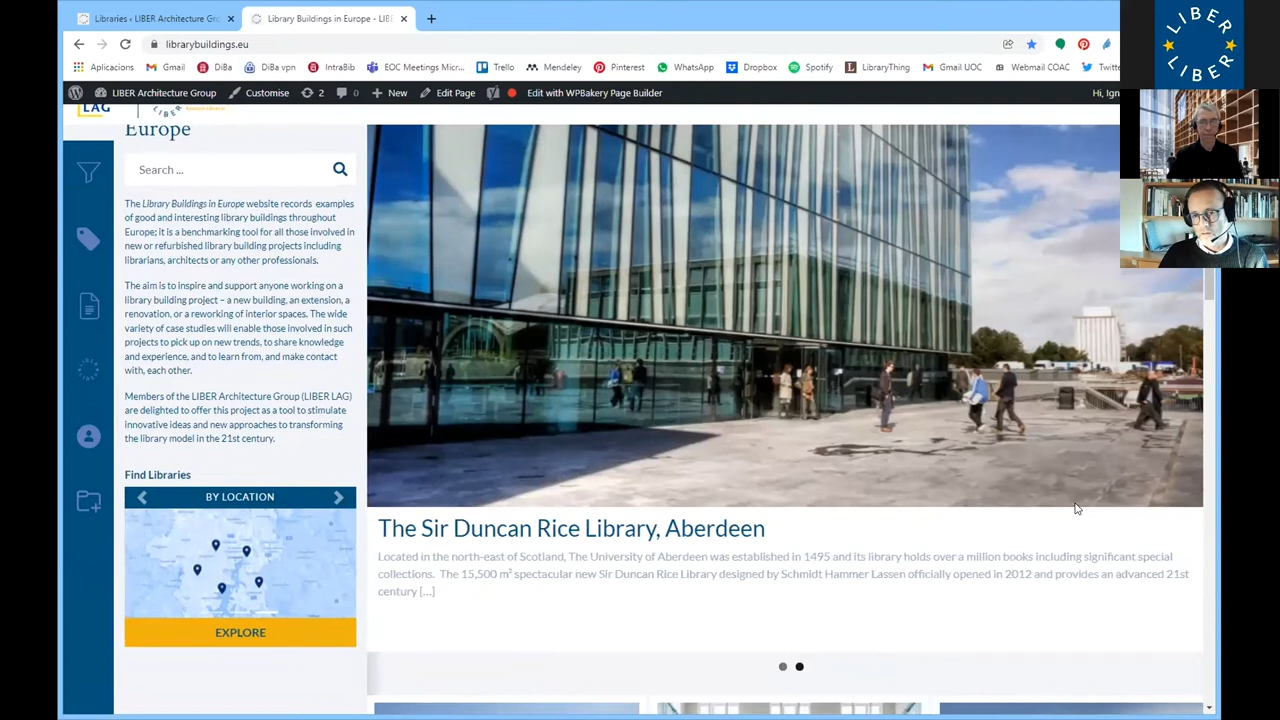 Libraries ‹ LIBER Architecture Gro
Library Buildings in Europe - LIBE
librarybuildings.eu
Aplicacions
Gmail
DiBa
DiBa vpn
IntraBib
EOC Meetings Micr...
Trello
Mendeley
Pinterest
WhatsApp
Dropbox
Spotify
LibraryThing
Gmail UOC
Webmail COAC
Twitte
LIBER Architecture Group
Customise
2
0
New
Edit Page
Edit with WPBakery Page Builder
Hi, Ign
LIBER
LIBER
LAG
Europe
Search ...
The Library Buildings in Europe website records examples
of good and interesting library buildings throughout
Europe; it is a benchmarking tool for all those involved in
new or refurbished library building projects including
librarians, architects or any other professionals.
The aim is to inspire and support anyone working on a
library building project – a new building, an extension, a
renovation, or a reworking of interior spaces. The wide
variety of case studies will enable those involved in such
projects to pick up on new trends, to share knowledge
and experience, and to learn from, and make contact
with, each other.
Members of the LIBER Architecture Group (LIBER LAG)
are delighted to offer this project as a tool to stimulate
innovative ideas and new approaches to transforming
the library model in the 21st century.
Find Libraries
BY LOCATION
EXPLORE
The Sir Duncan Rice Library, Aberdeen
Located in the north-east of Scotland, The University of Aberdeen was established in 1495 and its library holds over a million books including significant special
collections. The 15,500 m² spectacular new Sir Duncan Rice Library designed by Schmidt Hammer Lassen officially opened in 2012 and provides an advanced 21st
century [...]